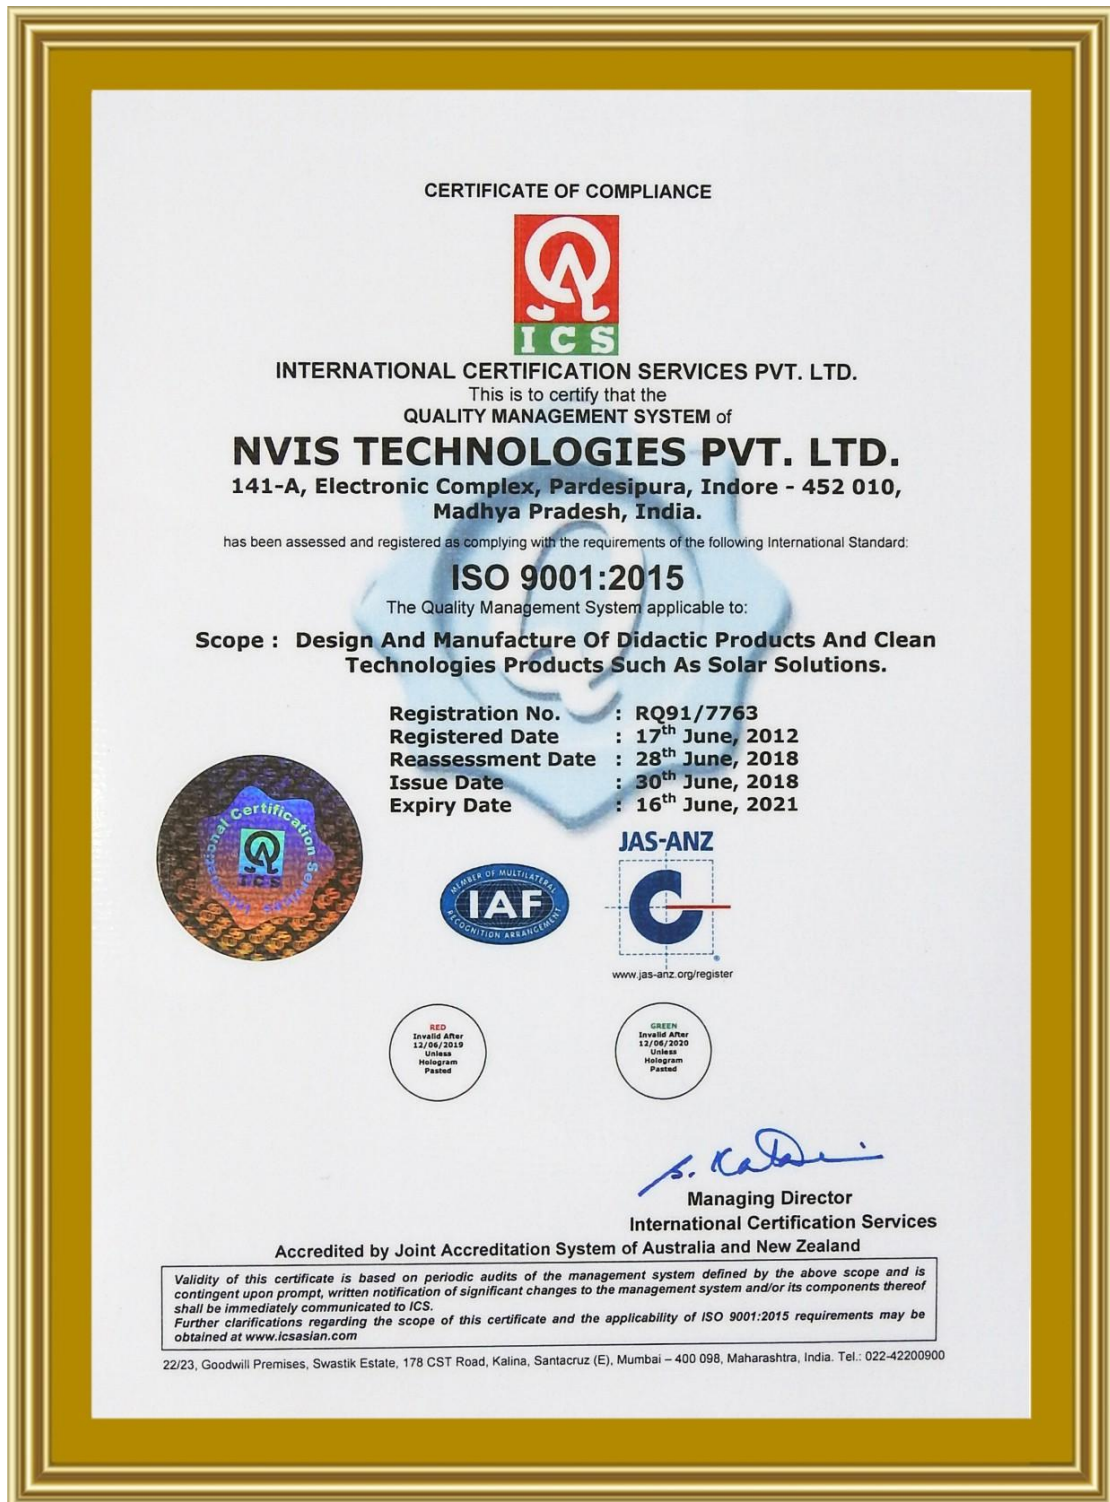 CERTIFICATE OF COMPLIANCE
ICS
INTERNATIONAL CERTIFICATION SERVICES PVT. LTD.
This is to certify that the
QUALITY MANAGEMENT SYSTEM of
NVIS TECHNOLOGIES PVT. LTD.
141-A, Electronic Complex, Pardesipura, Indore - 452 010,
Madhya Pradesh, India.
has been assessed and registered as complying with the requirements of the following International Standard:
ISO 9001:2015
The Quality Management System applicable to:
Scope : Design And Manufacture Of Didactic Products And Clean
Technologies Products Such As Solar Solutions.
Registration No. : RQ91/7763
Registered Date : 17th June, 2012
Reassessment Date : 28th June, 2018
Issue Date : 30th June, 2018
Expiry Date : 16th June, 2021
International Certification Services
ICS
MEMBER OF MULTILATERAL
IAF
RECOGNITION ARRANGEMENT
JAS-ANZ
www.jas-anz.org/register
RED
Invalid After
12/06/2019
Unless
Hologram
Pasted
GREEN
Invalid After
12/06/2020
Unless
Hologram
Pasted
Managing Director
International Certification Services
Accredited by Joint Accreditation System of Australia and New Zealand
Validity of this certificate is based on periodic audits of the management system defined by the above scope and is
contingent upon prompt, written notification of significant changes to the management system and/or its components thereof
shall be immediately communicated to ICS.
Further clarifications regarding the scope of this certificate and the applicability of ISO 9001:2015 requirements may be
obtained at www.icsasian.com
22/23, Goodwill Premises, Swastik Estate, 178 CST Road, Kalina, Santacruz (E), Mumbai – 400 098, Maharashtra, India. Tel.: 022-42200900